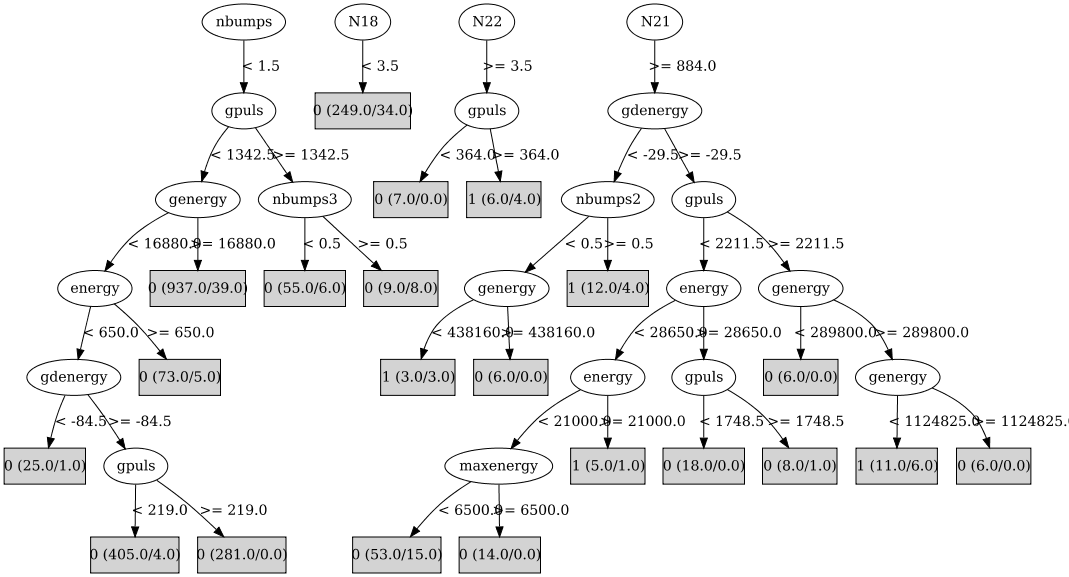 nbumps N18 N22 N21
< 1.5 < 3.5 >= 3.5 >= 884.0
gpuls 0 (249.0/34.0) gpuls gdenergy
< 1342.5 >= 1342.5 < 364.0 >= 364.0 < -29.5 >= -29.5
genergy nbumps3 0 (7.0/0.0) 1 (6.0/4.0) nbumps2 gpuls
< 16880.0 >= 16880.0 < 0.5 >= 0.5 < 0.5 >= 0.5 < 2211.5 >= 2211.5
energy 0 (937.0/39.0) 0 (55.0/6.0) 0 (9.0/8.0) genergy 1 (12.0/4.0) energy genergy
< 650.0 >= 650.0 < 438160.0 >= 438160.0 < 28650.0 >= 28650.0 < 289800.0 >= 289800.0
gdenergy 0 (73.0/5.0) 1 (3.0/3.0) 0 (6.0/0.0) energy gpuls 0 (6.0/0.0) genergy
< -84.5 >= -84.5 < 21000.0 >= 21000.0 < 1748.5 >= 1748.5 < 1124825.0 >= 1124825.0
0 (25.0/1.0) gpuls maxenergy 1 (5.0/1.0) 0 (18.0/0.0) 0 (8.0/1.0) 1 (11.0/6.0) 0 (6.0/0.0)
< 219.0 >= 219.0 < 6500.0 >= 6500.0
0 (405.0/4.0) 0 (281.0/0.0) 0 (53.0/15.0) 0 (14.0/0.0)